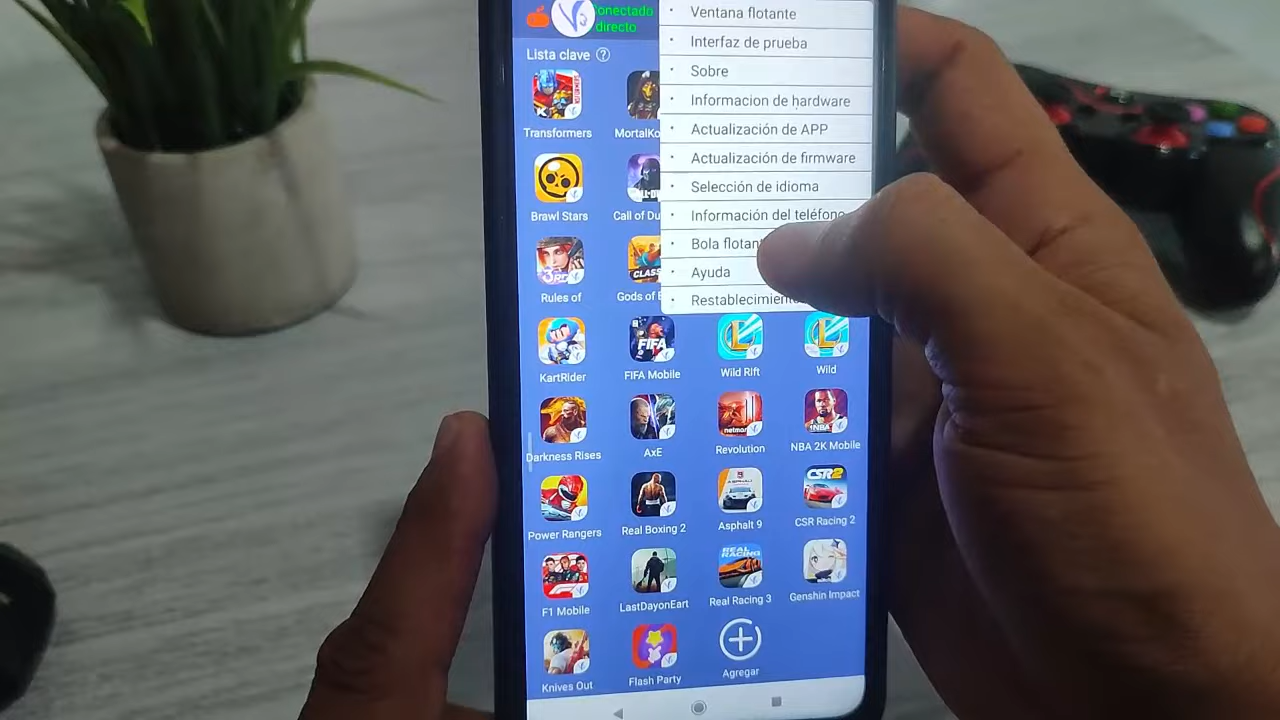 Conectado
directo
Lista clave ?
Ventana flotante
Interfaz de prueba
Sobre
Informacion de hardware
Actualización de APP
Actualización de firmware
Selección de idioma
Información del teléfono
Bola flotan
Ayuda
Restablecimien
Transformers
MortalKo
Brawl Stars
Call of Du
Rules of
Gods of
KartRider
FIFA Mobile
Wild Rift
Wild
Darkness Rises
AxE
Revolution
NBA 2K Mobile
Power Rangers
Real Boxing 2
Asphalt 9
CSR Racing 2
F1 Mobile
LastDayonEart
Real Racing 3
Genshin Impact
Knives Out
Flash Party
Agregar